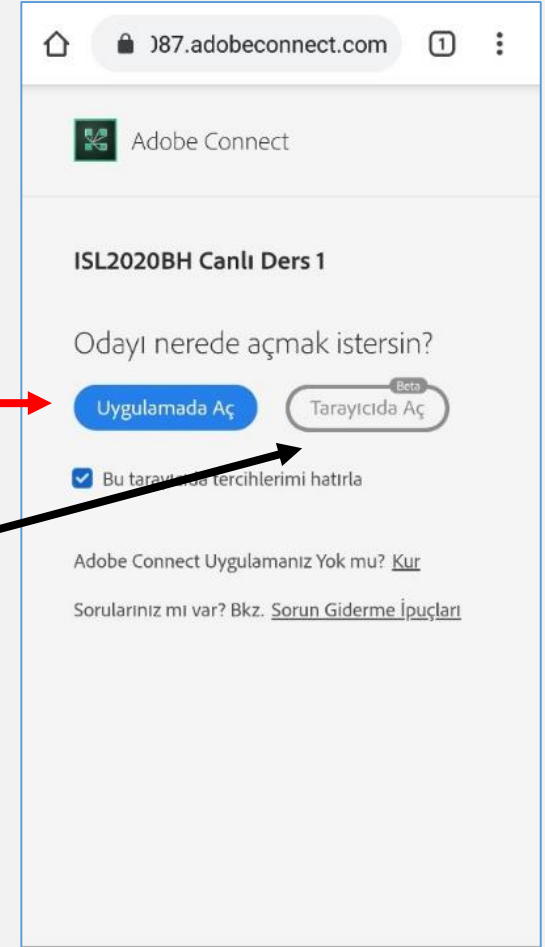 )87.adobeconnect.com 1
Adobe Connect
ISL2020BH Canlı Ders 1
Odayı nerede açmak istersin?
Beta
Uygulamada Aç Tarayıcıda Aç
Bu tarayıcıda tercihlerimi hatırla
Adobe Connect Uygulamanız Yok mu? Kur
Sorularınız mı var? Bkz. Sorun Giderme İpuçları